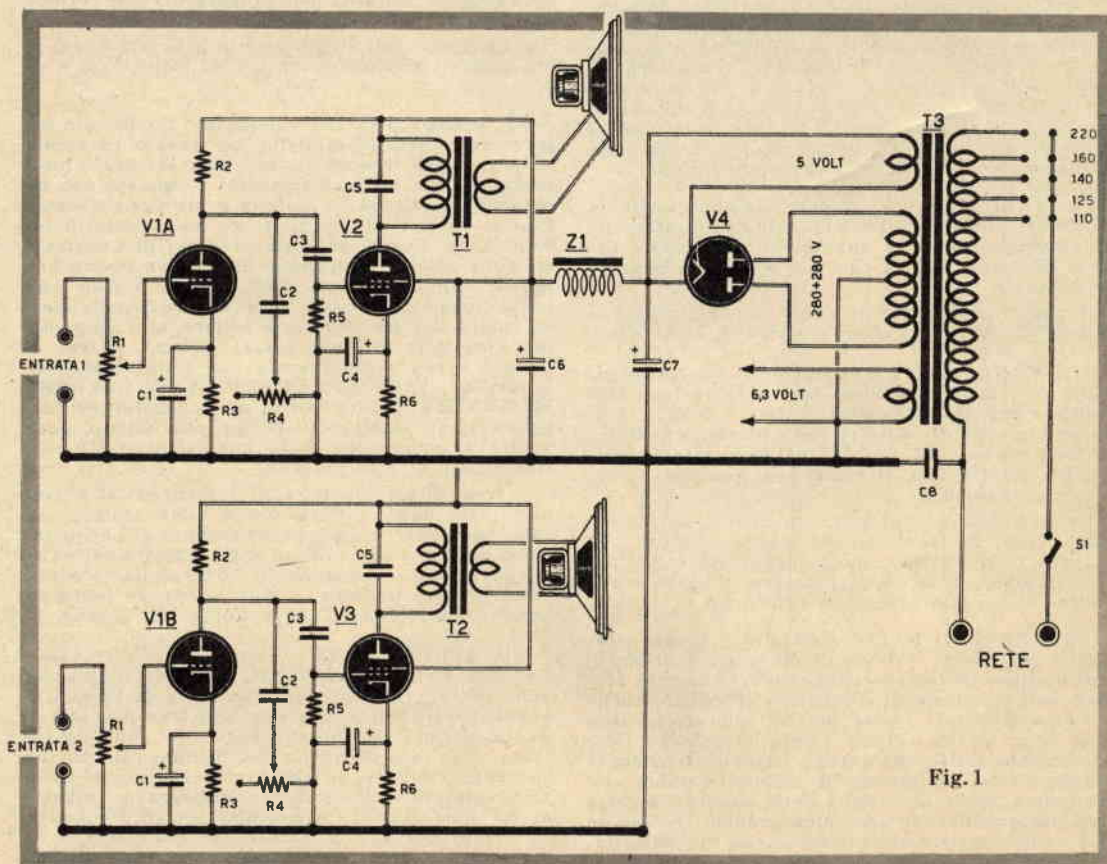 T3
220
160
140
125
110
5 VOLT
R2
C5
V1A
C3
V2
T1
Z1
V4
280+280 V
C2
R5
ENTRATA 1
R1
C4
C6
C7
6,3 VOLT
C1
R3
R4
R6
C8
S1
R2
C5
V1B
C3
V3
T2
RETE
C2
R5
ENTRATA 2
R1
C4
C1
R3
R4
R6
Fig. 1